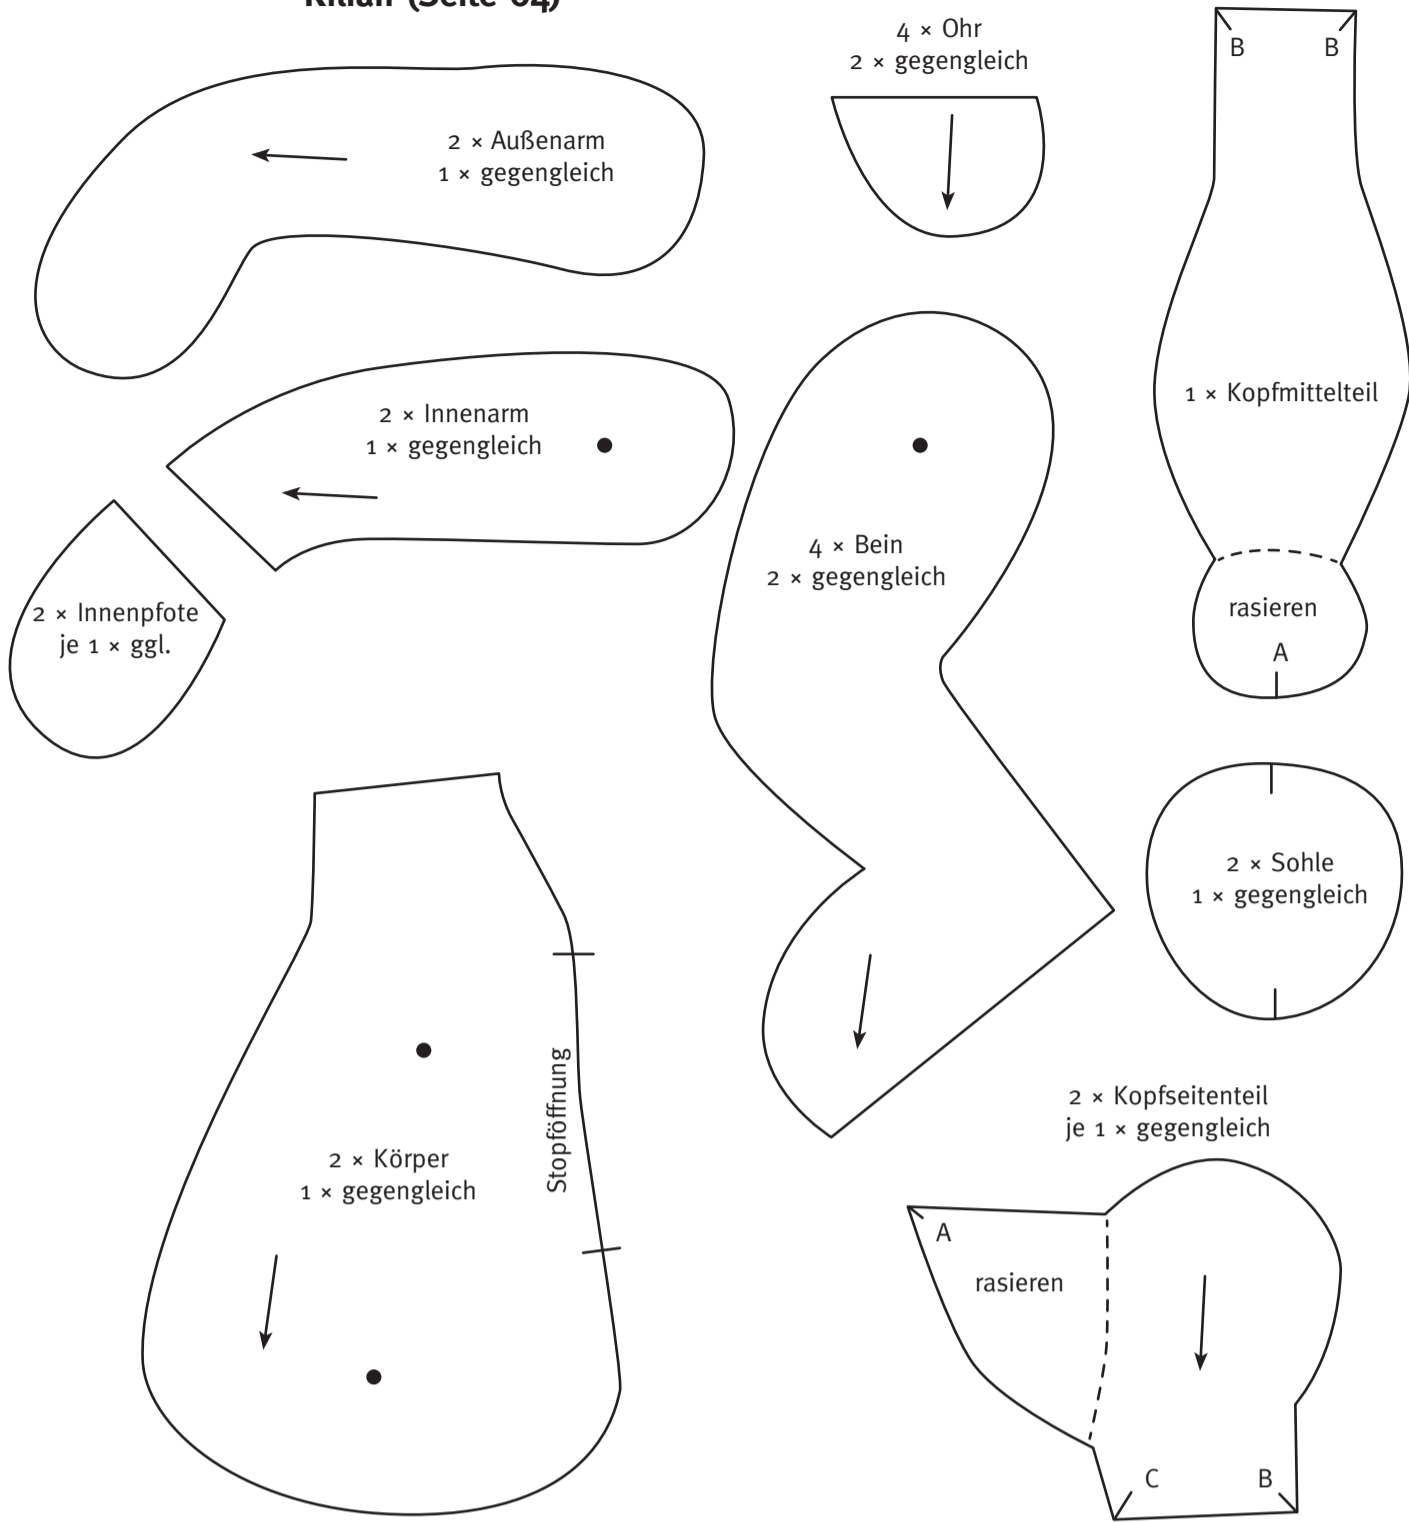 Kilian (Seite 64)
4 × Ohr
2 × gegengleich
B B
2 × Außenarm
1 × gegengleich
1 × Kopfmittelteil
2 × Innenarm
1 × gegengleich
4 × Bein
2 × gegengleich
2 × Innenpfote
je 1 × ggl.
rasieren
A
2 × Sohle
1 × gegengleich
Stopföffnung
2 × Körper
1 × gegengleich
2 × Kopfseitenteil
je 1 × gegengleich
A
rasieren
C B